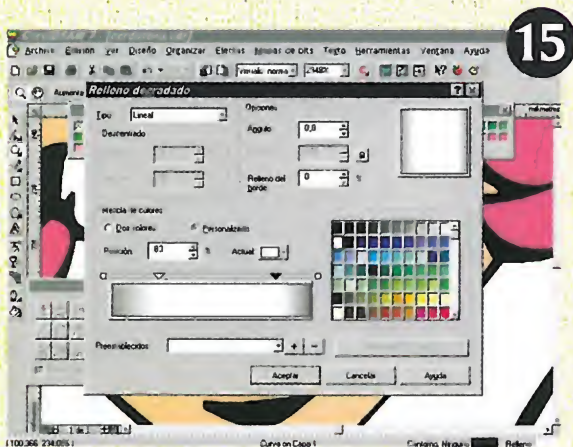 15
Archivo Edición Ver Diseño Organizar Efectos Mapas de bits Texto Herramientas Ventana Ayuda
Relleno degradado
Tipo: Lineal
Opciones
Descentrado
Ángulo 0,0
Relleno del borde: 0 %
Mezcla de colores
Dos colores Personalizado
Posición: 83 % Actual:
Preestablecidos:
Aceptar Cancelar Ayuda
Curva en Capa 1
Contorno: Ninguno
Relleno